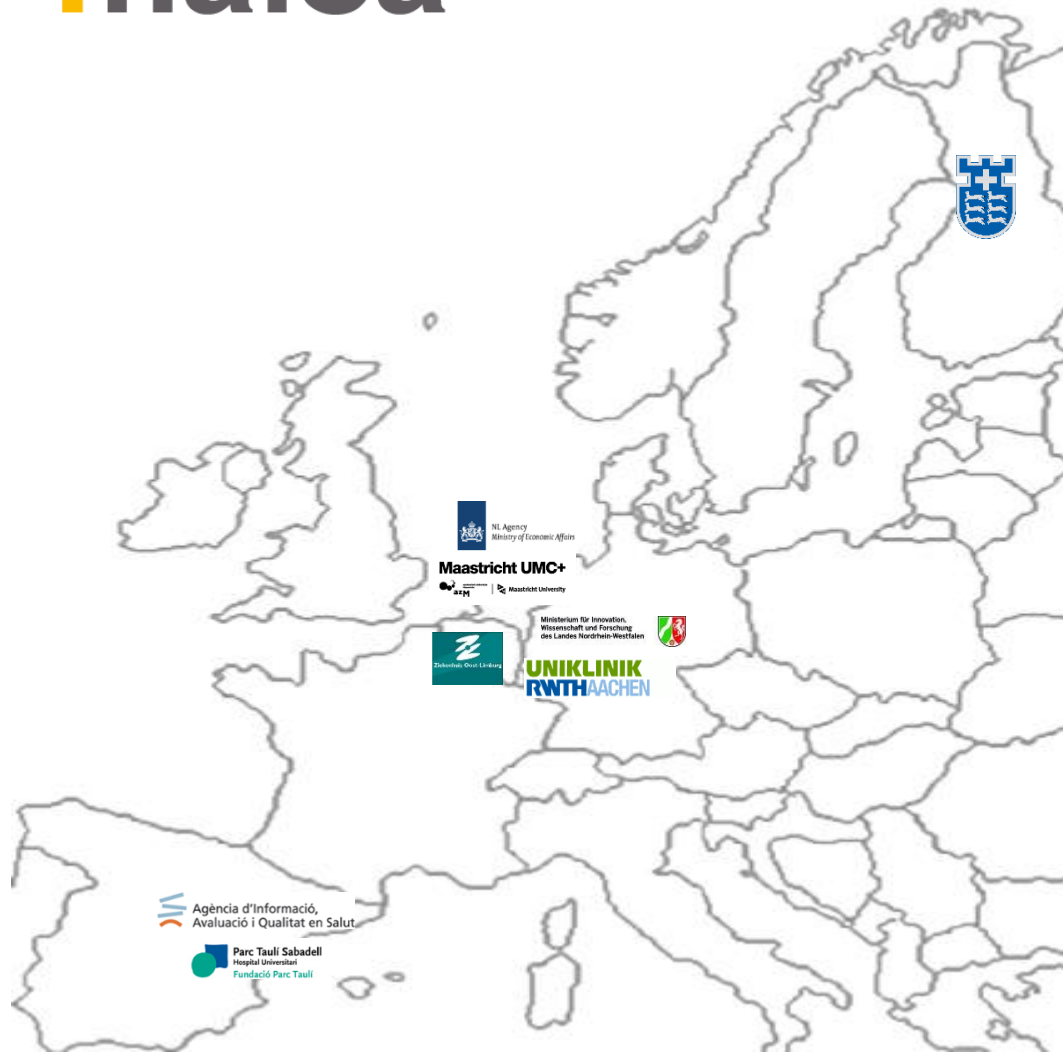 NL Agency
Ministry of Economic Affairs
Maastricht UMC+
azM
Maastricht University
Ministerium für Innovation,
Wissenschaft und Forschung
des Landes Nordrhein-Westfalen
Ziekenhuis Oost-Limburg
UNIKLINIK
RWTHAACHEN
Agència d'Informació,
Avaluació i Qualitat en Salut
Parc Taulí Sabadell
Hospital Universitari
Fundació Parc Taulí